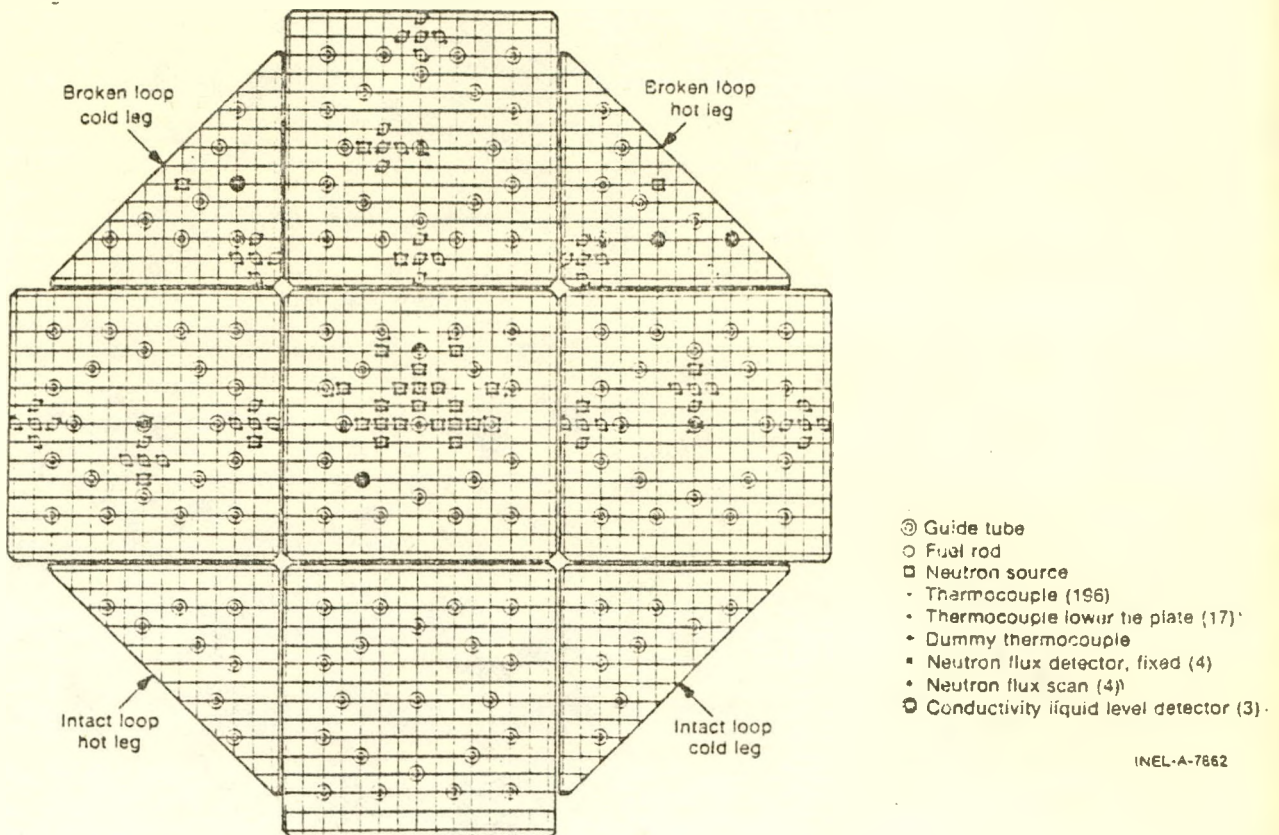 Broken loop
cold leg
Broken loop
hot leg
Intact loop
hot leg
Intact loop
cold leg
Guide tube
Fuel rod
Neutron source
Thermocouple (196)
Thermocouple lower tie plate (17)
Dummy thermocouple
Neutron flux detector, fixed (4)
Neutron flux scan (4)
Conductivity liquid level detector (3)
INEL-A-7862